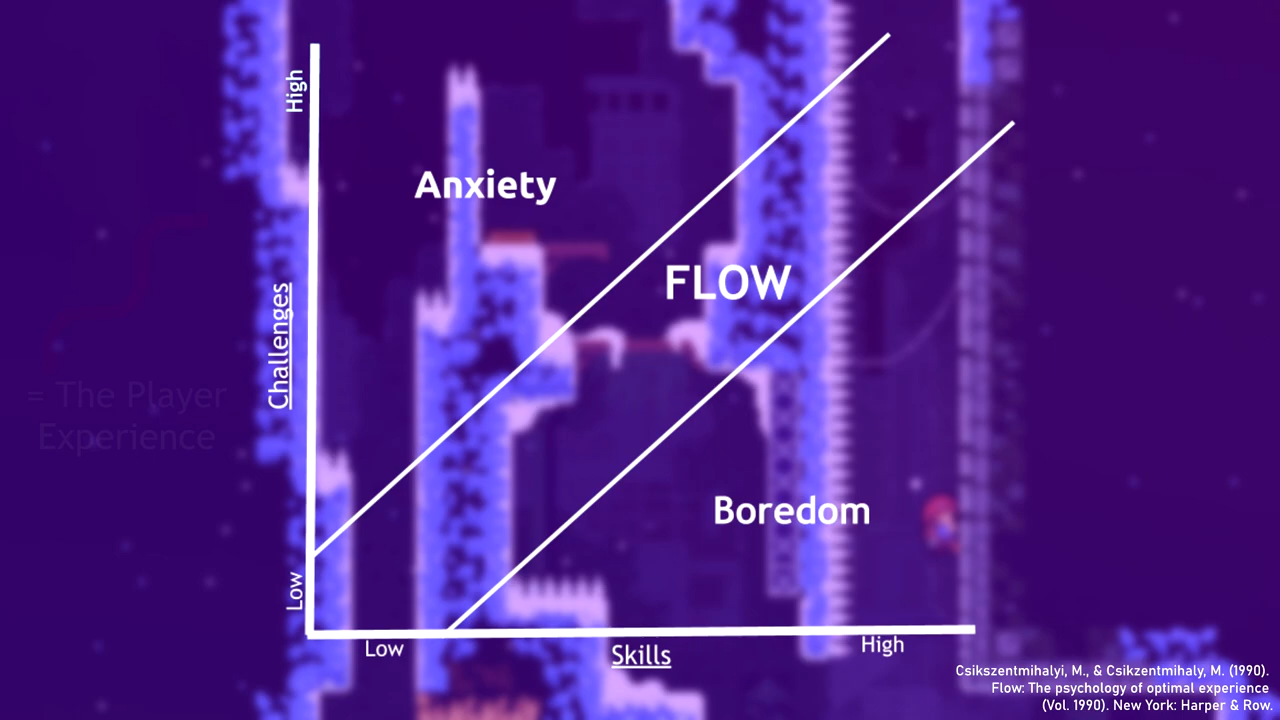 High
Anxiety
FLOW
Challenges
= The Player
Experience
Boredom
Low
Low
Skills
High
Csikszentmihalyi, M., & Csikzentmihaly, M. (1990).
Flow: The psychology of optimal experience
(Vol. 1990). New York: Harper & Row.